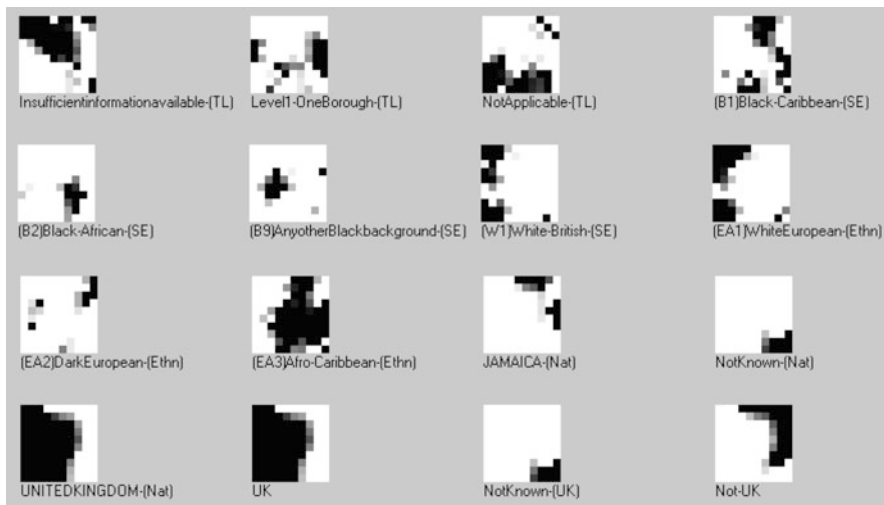 Insufficientinformationavailable-(TL)
Level1-OneBorough-(TL)
NotApplicable-(TL)
(B1)Black-Caribbean-(SE)
(B2)Black-African-(SE)
(B9)AnyotherBlackbackground-(SE)
(W1)White-British-(SE)
(EA1)WhiteEuropean-(Ethn)
(EA2)DarkEuropean-(Ethn)
(EA3)Afro-Caribbean-(Ethn)
JAMAICA-(Nat)
NotKnown-(Nat)
UNITEDKINGDOM-(Nat)
UK
NotKnown-(UK)
Not-UK